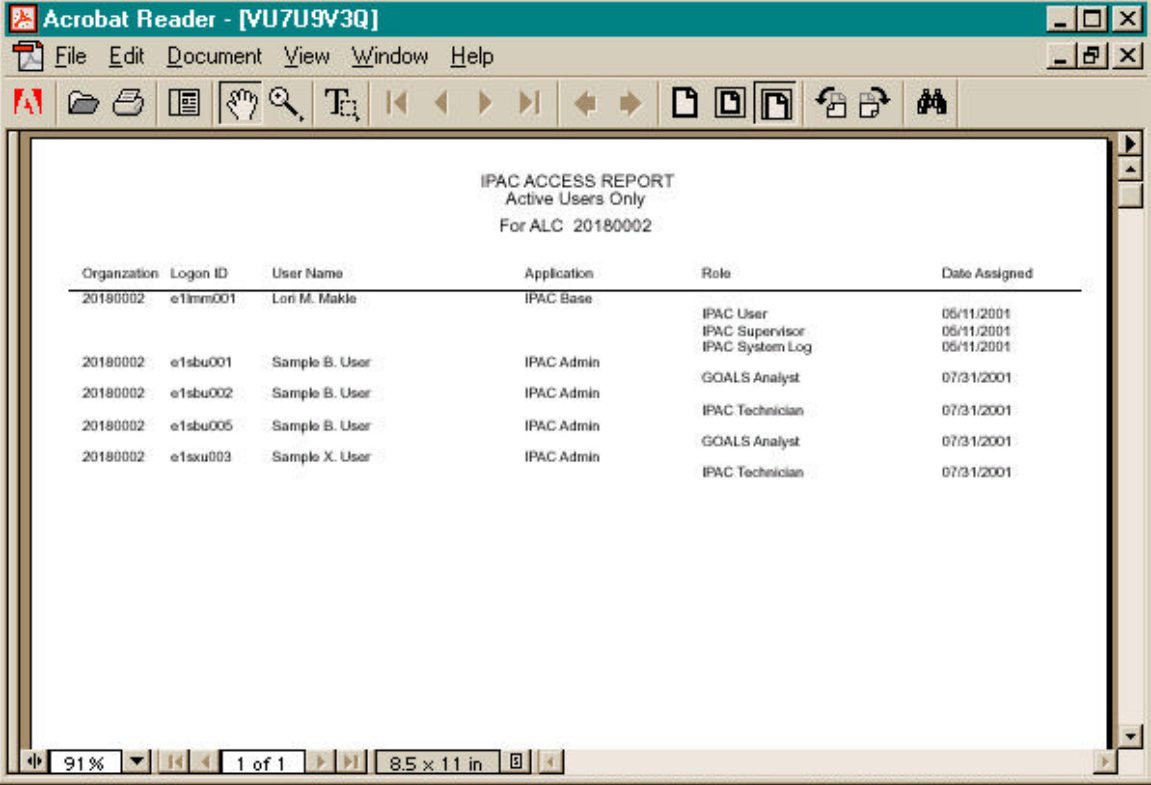 Acrobat Reader - [VU7U9V3Q]
File Edit Document View Window Help
IPAC ACCESS REPORT
Active Users Only
For ALC 20180002
Organzation Logon ID User Name Application Role Date Assigned
20180002 e1lmm001 Lori M. Makle IPAC Base
IPAC User 05/11/2001
IPAC Supervisor 05/11/2001
IPAC System Log 05/11/2001
20180002 e1sbu001 Sample B. User IPAC Admin
GOALS Analyst 07/31/2001
20180002 e1sbu002 Sample B. User IPAC Admin
IPAC Technician 07/31/2001
20180002 e1sbu005 Sample B. User IPAC Admin
GOALS Analyst 07/31/2001
20180002 e1sxu003 Sample X. User IPAC Admin
IPAC Technician 07/31/2001
91% 1 of 1 8.5 x 11 in